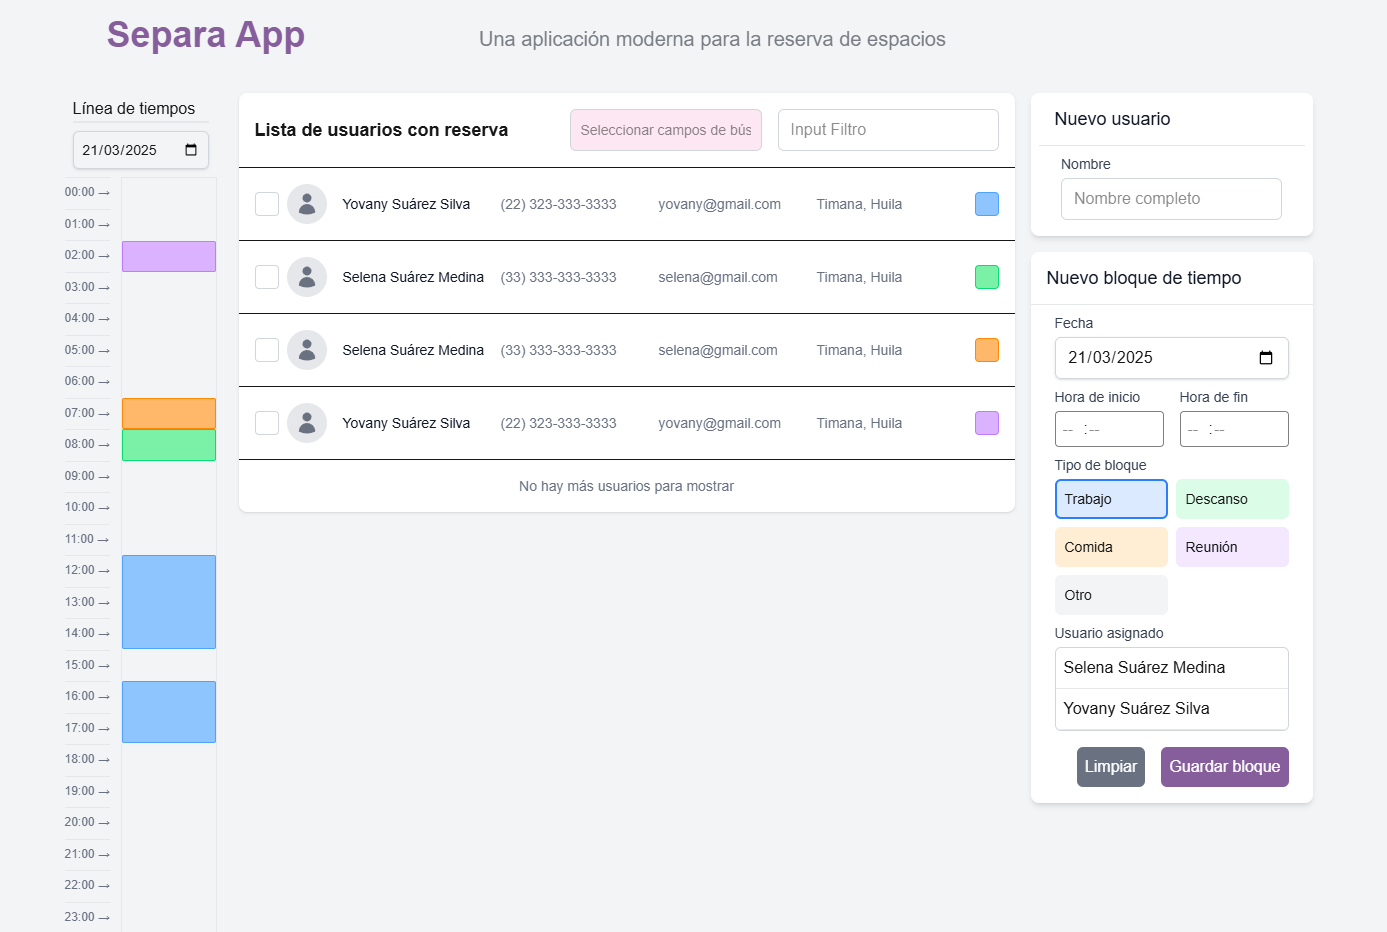 Separa App
Una aplicación moderna para la reserva de espacios
Línea de tiempos
21/03/2025
00:00 →
01:00 →
02:00 →
03:00 →
04:00 →
05:00 →
06:00 →
07:00 →
08:00 →
09:00 →
10:00 →
11:00 →
12:00 →
13:00 →
14:00 →
15:00 →
16:00 →
17:00 →
18:00 →
19:00 →
20:00 →
21:00 →
22:00 →
23:00 →
Lista de usuarios con reserva
Seleccionar campos de bús
Input Filtro
Yovany Suárez Silva (22) 323-333-3333 yovany@gmail.com Timana, Huila
Selena Suárez Medina (33) 333-333-3333 selena@gmail.com Timana, Huila
Selena Suárez Medina (33) 333-333-3333 selena@gmail.com Timana, Huila
Yovany Suárez Silva (22) 323-333-3333 yovany@gmail.com Timana, Huila
No hay más usuarios para mostrar
Nuevo usuario
Nombre
Nombre completo
Nuevo bloque de tiempo
Fecha
21/03/2025
Hora de inicio Hora de fin
-- :-- -- :--
Tipo de bloque
Trabajo Descanso
Comida Reunión
Otro
Usuario asignado
Selena Suárez Medina
Yovany Suárez Silva
Limpiar Guardar bloque